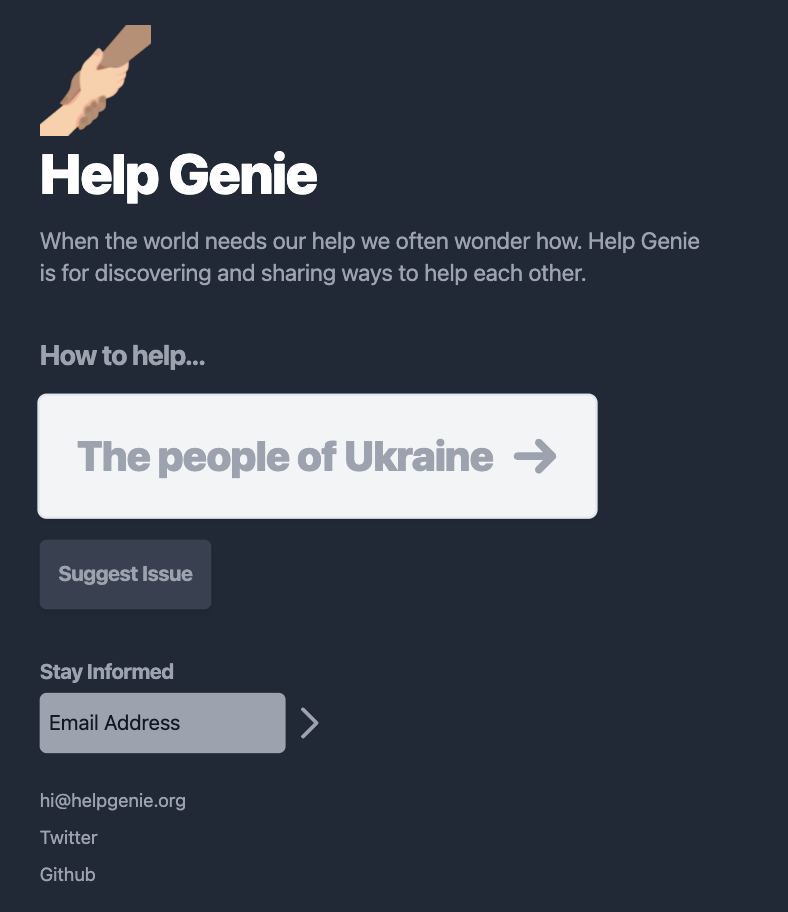 Help Genie
When the world needs our help we often wonder how. Help Genie
is for discovering and sharing ways to help each other.
How to help...
The people of Ukraine
Suggest Issue
Stay Informed
Email Address
hi@helpgenie.org
Twitter
Github